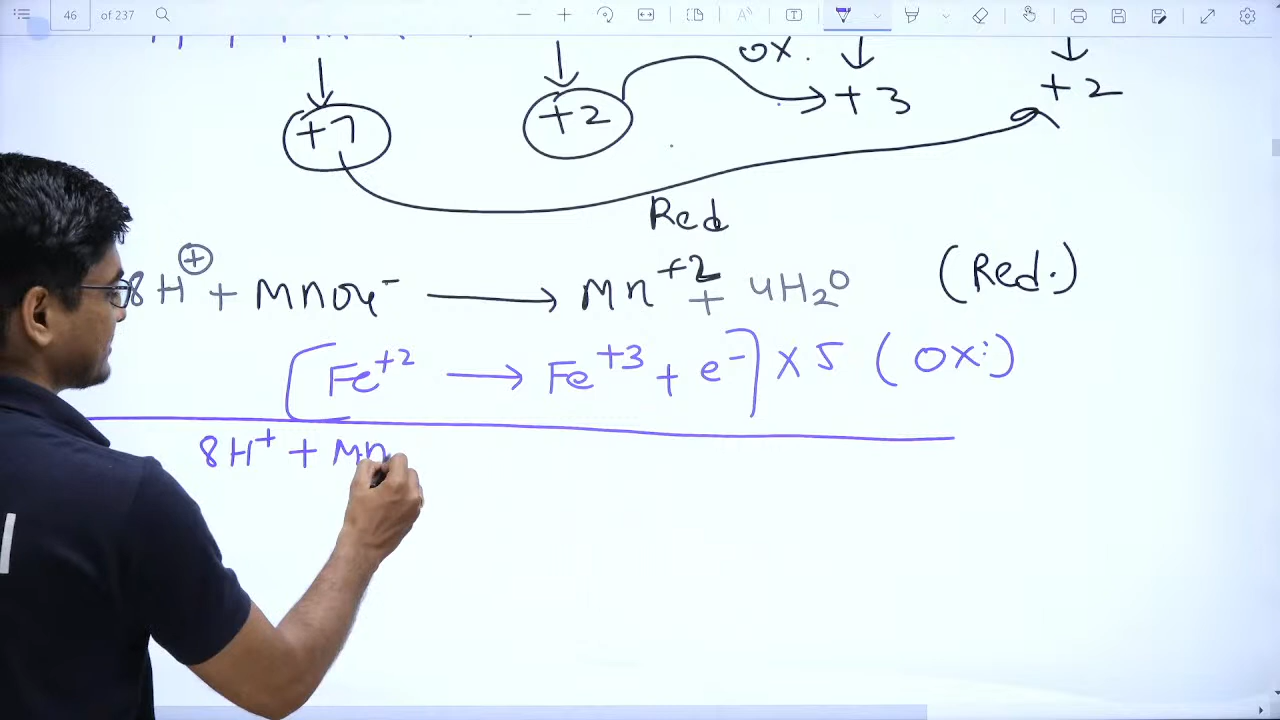 46 of 237
OX.
+7 +2 +3 +2
Red
8H⊕ + MnO4⁻ ⟶ Mn⁺² + 4H2O (Red.)
[Fe⁺² ⟶ Fe⁺³ + e⁻] × 5 (OX:)
8H⁺ + Mn